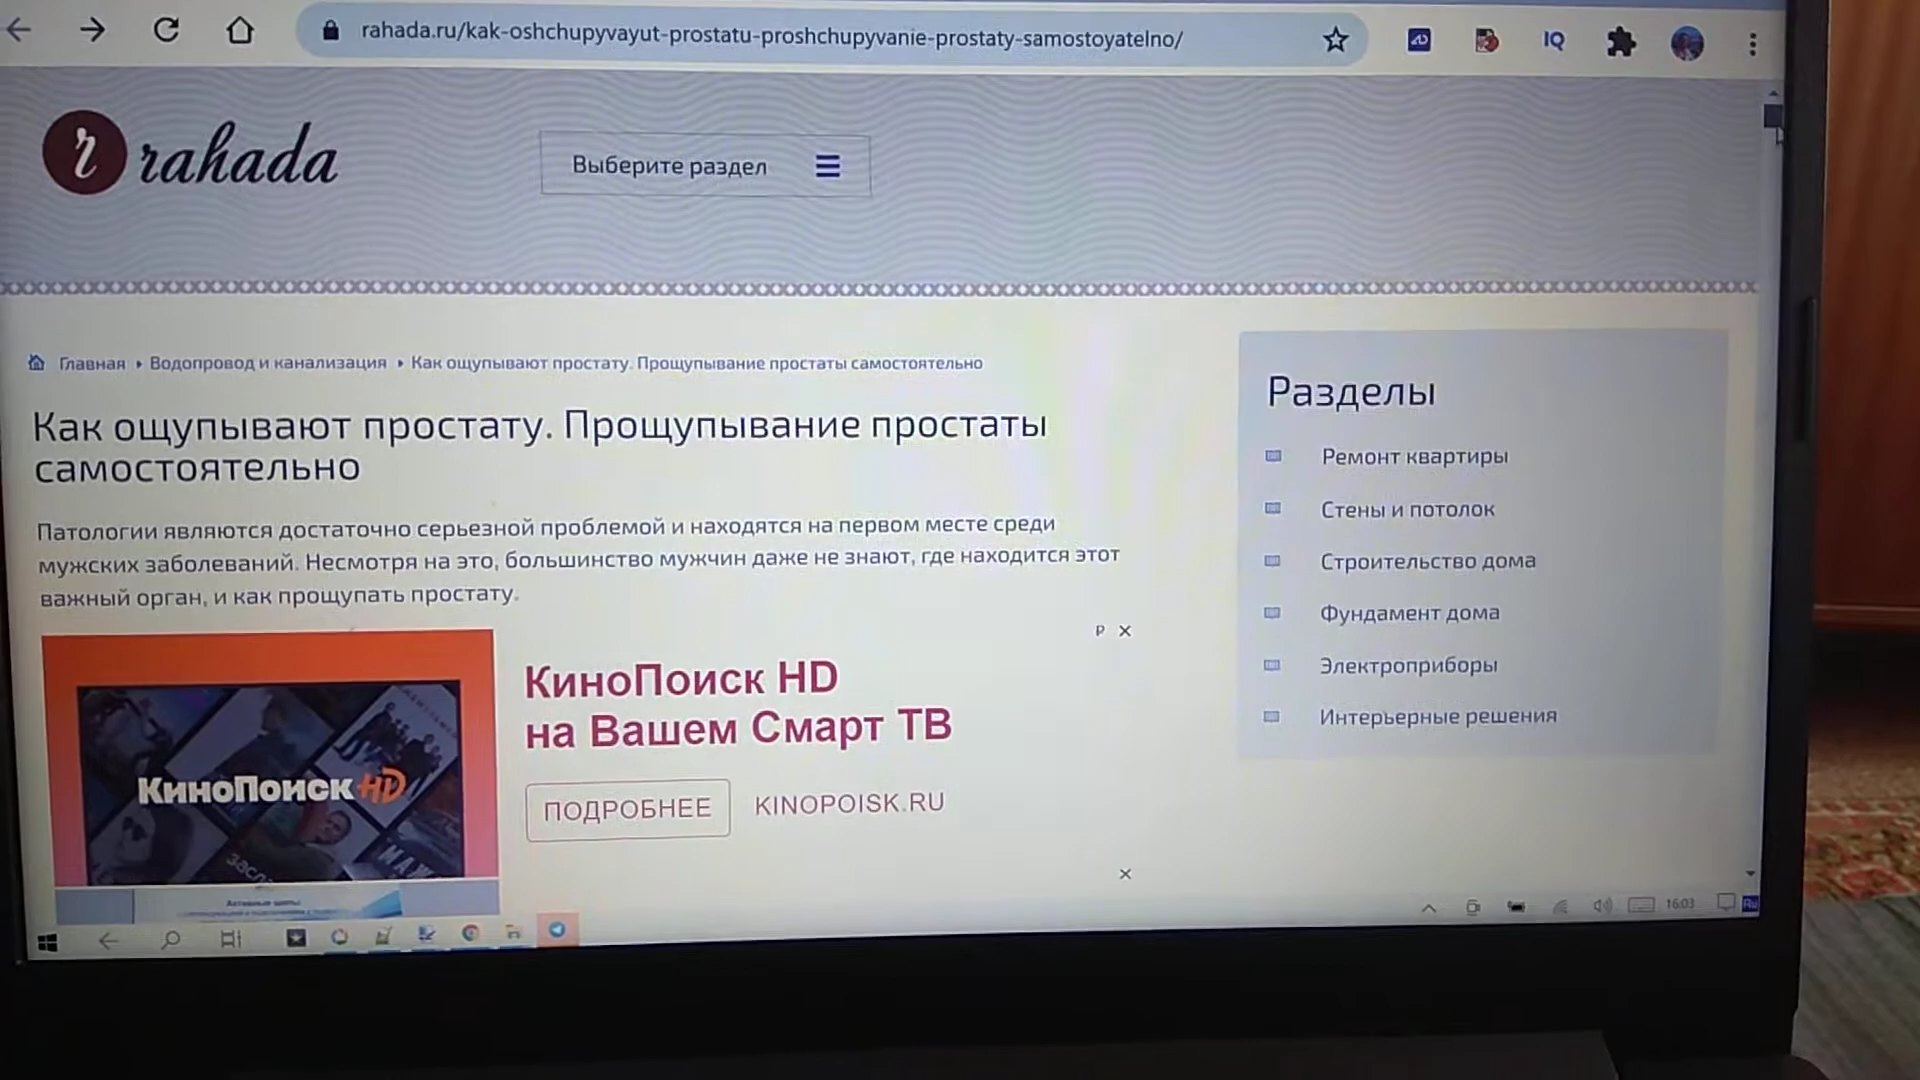 rahada.ru/kak-oshchupyvayut-prostatu-proshchupyvanie-prostaty-samostoyatelno/
IQ
r rahada
Выберите раздел
Главная
Водопровод и канализация
Как ощупывают простату. Прощупывание простаты самостоятельно
Как ощупывают простату. Прощупывание простаты
самостоятельно
Патологии являются достаточно серьезной проблемой и находятся на первом месте среди
мужских заболеваний. Несмотря на это, большинство мужчин даже не знают, где находится этот
важный орган, и как прощупать простату.
КиноПоиск HD
КиноПоиск HD
на Вашем Смарт ТВ
ПОДРОБНЕЕ
KINOPOISK.RU
Разделы
Ремонт квартиры
Стены и потолок
Строительство дома
Фундамент дома
Электроприборы
Интерьерные решения
16:03
Ru